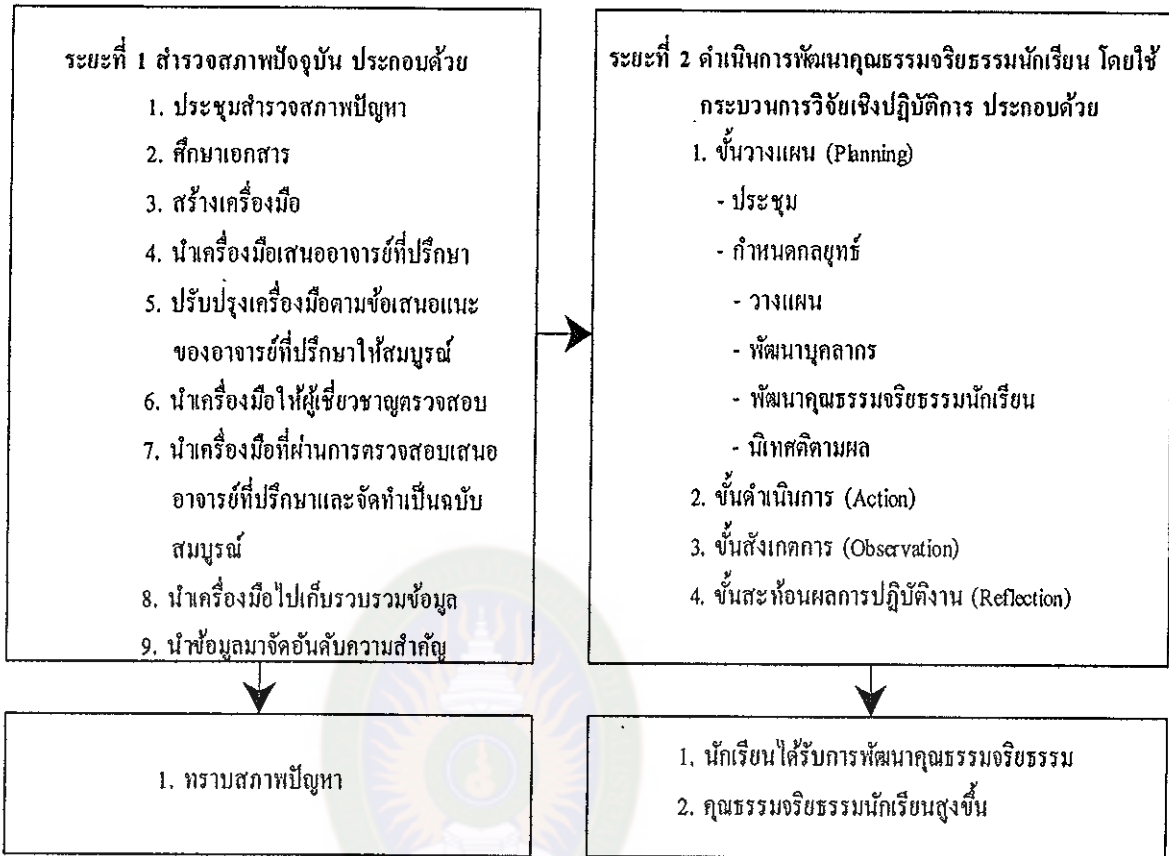 ระยะที่ 1 สำรวจสภาพปัจจุบัน ประกอบด้วย
1. ประชุมสำรวจสภาพปัญหา
2. ศึกษาเอกสาร
3. สร้างเครื่องมือ
4. นำเครื่องมือเสนออาจารย์ที่ปรึกษา
5. ปรับปรุงเครื่องมือตามข้อเสนอแนะ
ของอาจารย์ที่ปรึกษาให้สมบูรณ์
6. นำเครื่องมือให้ผู้เชี่ยวชาญตรวจสอบ
7. นำเครื่องมือที่ผ่านการตรวจสอบเสนอ
อาจารย์ที่ปรึกษาและจัดทำเป็นฉบับ
สมบูรณ์
8. นำเครื่องมือไปเก็บรวบรวมข้อมูล
9. นำข้อมูลมาจัดอันดับความสำคัญ
ระยะที่ 2 ดำเนินการพัฒนาคุณธรรมจริยธรรมนักเรียน โดยใช้
กระบวนการวิจัยเชิงปฏิบัติการ ประกอบด้วย
1. ขั้นวางแผน (Planning)
- ประชุม
- กำหนดกลยุทธ์
- วางแผน
- พัฒนาบุคลากร
- พัฒนาคุณธรรมจริยธรรมนักเรียน
- นิเทศติตามผล
2. ขั้นดำเนินการ (Action)
3. ขั้นสังเกตการ (Observation)
4. ขั้นสะท้อนผลการปฏิบัติงาน (Reflection)
1. ทราบสภาพปัญหา
1. นักเรียนได้รับการพัฒนาคุณธรรมจริยธรรม
2. คุณธรรมจริยธรรมนักเรียนสูงขึ้น